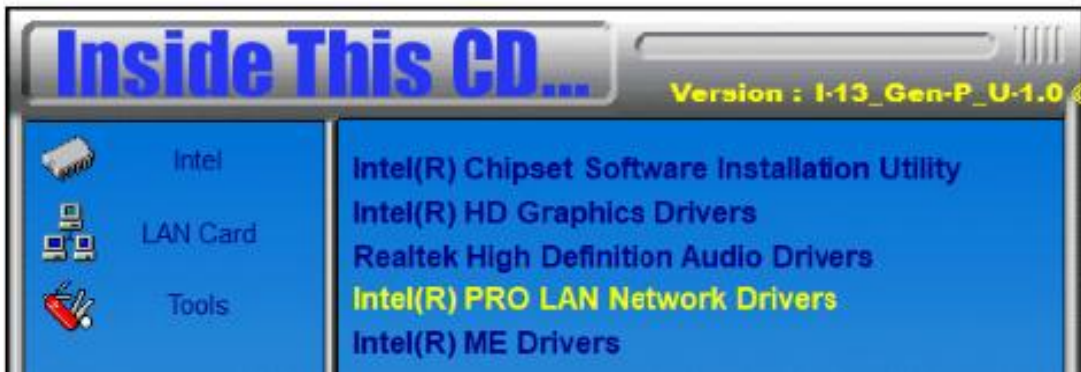 Inside This CD...
Version : I-13_Gen-P_U-1.0
Intel
LAN Card
Tools
Intel(R) Chipset Software Installation Utility
Intel(R) HD Graphics Drivers
Realtek High Definition Audio Drivers
Intel(R) PRO LAN Network Drivers
Intel(R) ME Drivers